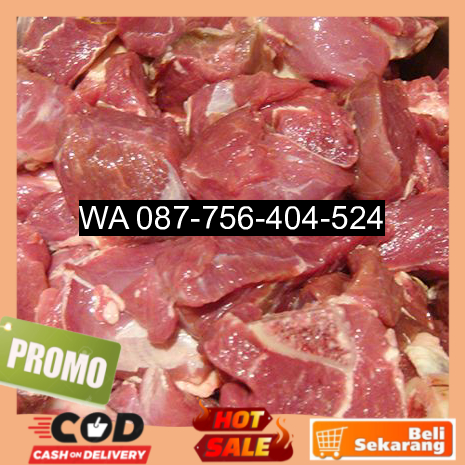 WA 087-756-404-524
PROMO
COD
CASH ON DELIVERY
HOT
SALE
Beli
Sekarang